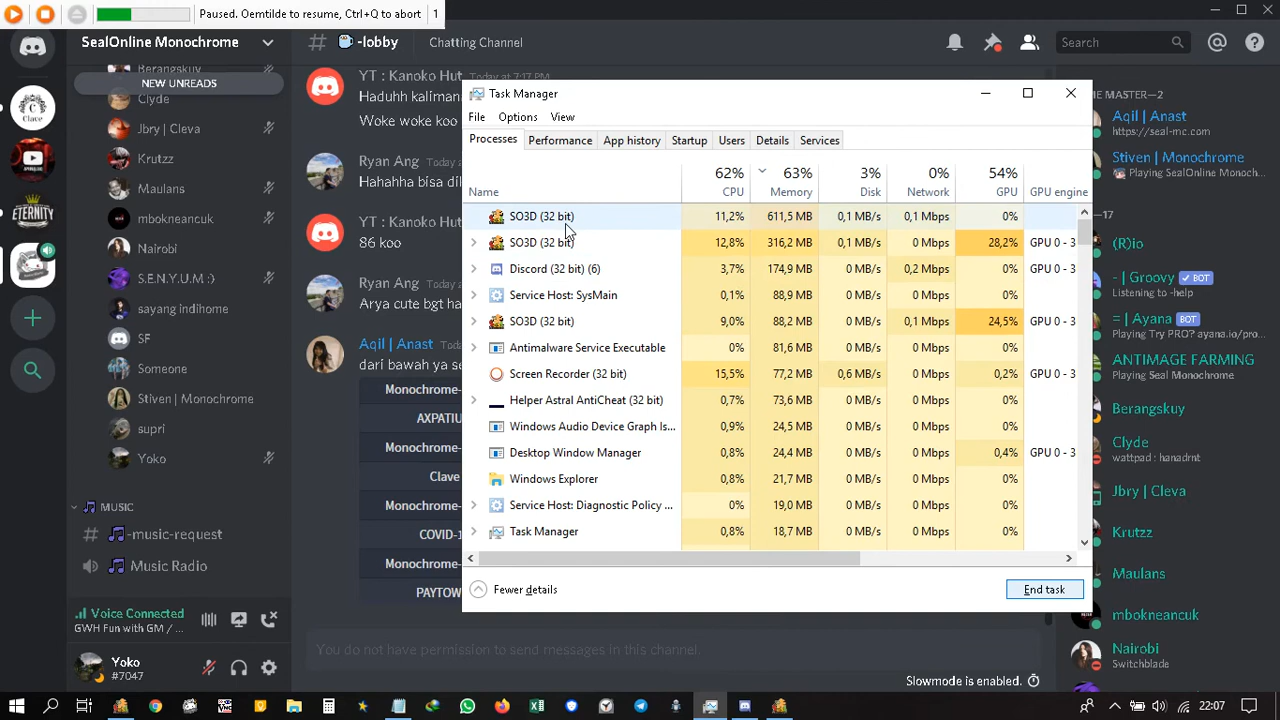 Paused. Oemtilde to resume, Ctrl+Q to abort
1
SealOnline Monochrome
NEW UNREADS
Berangskuy
Clyde
Jbry | Cleva
Krutzz
Maulans
mbokneancuk
Nairobi
S.E.N.Y.U.M :)
sayang indihome
SF
Someone
Stiven | Monochrome
supri
Yoko
MUSIC
-music-request
Music Radio
Voice Connected
GWH Fun with GM / ...
Yoko
#7047
-lobby
Chatting Channel
Search
YT : Kanoko Hut
Today at 7:17 PM
Haduhh kaliman
Woke woke koo
Ryan Ang Today
Hahahha bisa dil
YT : Kanoko Hut
86 koo
Ryan Ang Today
Arya cute bgt ha
Aqil | Anast Toda
dari bawah ya se
Monochrome-
AXPATIU
Monochrome-
Clave
Monochrome-
COVID-1
Monochrome-
PAYTOW
You do not have permission to send messages in this channel.
Slowmode is enabled.
Task Manager
File Options View
Processes Performance App history Startup Users Details Services
62% 63% 3% 0% 54%
Name CPU Memory Disk Network GPU GPU engine
SO3D (32 bit) 11,2% 611,5 MB 0,1 MB/s 0,1 Mbps 0%
SO3D (32 bit) 12,8% 316,2 MB 0,1 MB/s 0 Mbps 28,2% GPU 0 - 3
Discord (32 bit) (6) 3,7% 174,9 MB 0 MB/s 0,2 Mbps 0%
Service Host: SysMain 0,1% 88,9 MB 0 MB/s 0 Mbps 0%
SO3D (32 bit) 9,0% 88,2 MB 0 MB/s 0,1 Mbps 24,5% GPU 0 - 3
Antimalware Service Executable 0% 81,6 MB 0 MB/s 0 Mbps 0%
Screen Recorder (32 bit) 15,5% 77,2 MB 0,6 MB/s 0 Mbps 0,2% GPU 0 - 3
Helper Astral AntiCheat (32 bit) 0,7% 73,6 MB 0 MB/s 0 Mbps 0%
Windows Audio Device Graph Is... 0,9% 24,5 MB 0 MB/s 0 Mbps 0%
Desktop Window Manager 0,8% 24,4 MB 0 MB/s 0 Mbps 0,4% GPU 0 - 3
Windows Explorer 0,8% 21,7 MB 0 MB/s 0 Mbps 0%
Service Host: Diagnostic Policy ... 0% 19,0 MB 0 MB/s 0 Mbps 0%
Task Manager 0,8% 18,7 MB 0 MB/s 0 Mbps 0%
Fewer details
End task
E MASTER—2
Aqil | Anast
https://seal-mc.com
Stiven | Monochrome
Playing SealOnline Monochr...
-17
(R)io
- | Groovy BOT
Listening to -help
= | Ayana BOT
Playing Try PRO? ayana.io/pro...
ANTIMAGE FARMING
Playing Seal Monochrome
Berangskuy
Clyde
wattpad : hanadrnt
Jbry | Cleva
Krutzz
Maulans
mbokneancuk
Nairobi
Switchblade
22:07